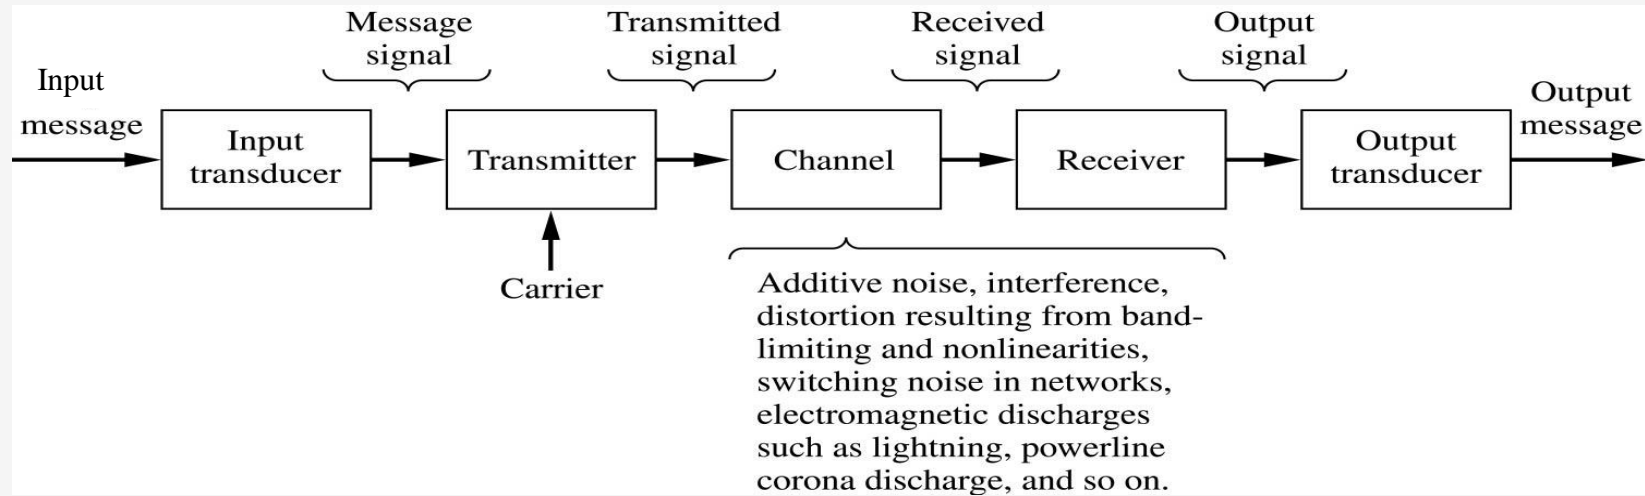 Message
signal
Transmitted
signal
Received
signal
Output
signal
Input
message
Input
transducer
Transmitter
Channel
Receiver
Output
transducer
Output
message
Carrier
Additive noise, interference,
distortion resulting from band-
limiting and nonlinearities,
switching noise in networks,
electromagnetic discharges
such as lightning, powerline
corona discharge, and so on.